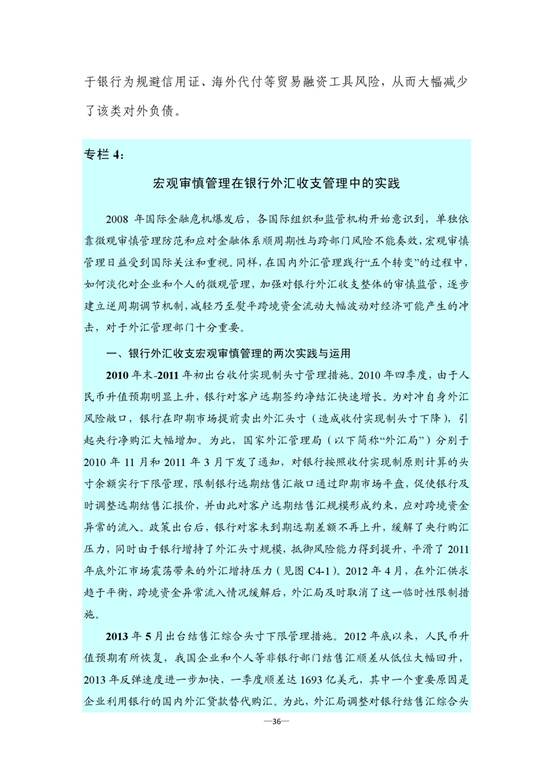 于银行为规避信用证、海外代付等贸易融资工具风险，从而大幅减少
了该类对外负债。
专栏 4：
宏观审慎管理在银行外汇收支管理中的实践
2008 年国际金融危机爆发后，各国际组织和监管机构开始意识到，单独依
靠微观审慎管理防范和应对金融体系顺周期性与跨部门风险不能奏效，宏观审慎
管理日益受到国际关注和重视。同样，在国内外汇管理践行“五个转变”的过程中，
如何淡化对企业和个人的微观管理，加强对银行外汇收支整体的审慎监管，逐步
建立逆周期调节机制，减轻乃至熨平跨境资金流动大幅波动对经济可能产生的冲
击，对于外汇管理部门十分重要。
一、银行外汇收支宏观审慎管理的两次实践与运用
2010 年末-2011 年初出台收付实现制头寸管理措施。2010 年四季度，由于人
民币升值预期明显上升，银行对客户远期签约净结汇快速增长。为对冲自身外汇
风险敞口，银行在即期市场提前卖出外汇头寸（造成收付实现制头寸下降），引
起央行净购汇大幅增加。为此，国家外汇管理局（以下简称“外汇局”）分别于
2010 年 11 月和 2011 年 3 月下发了通知，对银行按照收付实现制原则计算的头
寸余额实行下限管理，限制银行远期结售汇敞口通过即期市场平盘，促使银行及
时调整远期结售汇报价，并由此对客户远期结售汇规模形成约束，应对跨境资金
异常的流入。政策出台后，银行对客未到期远期差额不再上升，缓解了央行购汇
压力，同时由于银行增持了外汇头寸规模，抵御风险能力得到提升，平滑了 2011
年底外汇市场震荡带来的外汇增持压力（见图 C4-1）。2012 年 4 月，在外汇供求
趋于平衡，跨境资金异常流入情况缓解后，外汇局及时取消了这一临时性限制措
施。
2013 年 5 月出台结售汇综合头寸下限管理措施。2012 年底以来，人民币升
值预期有所恢复，我国企业和个人等非银行部门结售汇顺差从低位大幅回升，
2013 年反弹速度进一步加快，一季度顺差达 1693 亿美元，其中一个重要原因是
企业利用银行的国内外汇贷款替代购汇。为此，外汇局调整对银行结售汇综合头
—36—